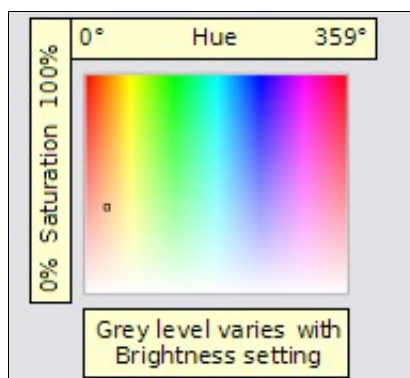 0° Hue 359°
0% Saturation 100%
Grey level varies with
Brightness setting